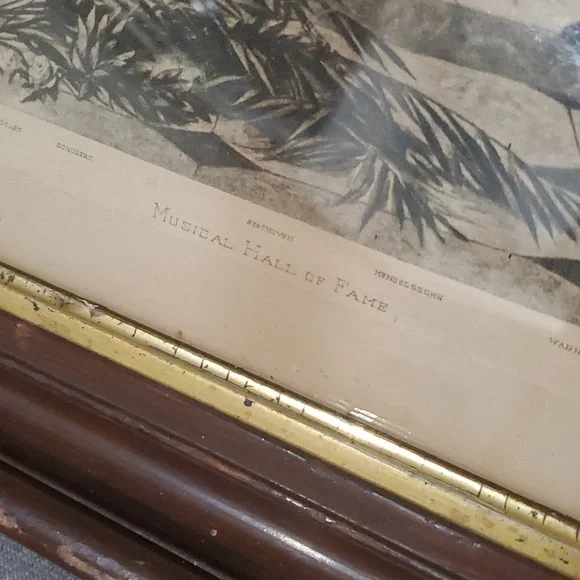 SCHUBERT
BEETHOVEN
MENDELSSOHN
MUSICAL HALL OF FAME